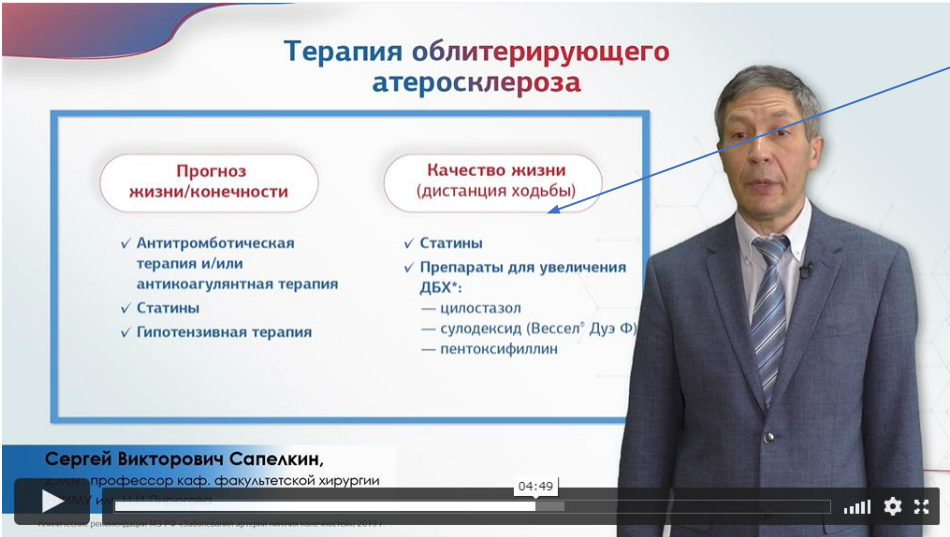 Терапия облитерирующего
атеросклероза
Прогноз
жизни/конечности
✓ Антитромботическая
терапия и/или
антикоагулянтная терапия
✓ Статины
✓ Гипотензивная терапия
Качество жизни
(дистанция ходьбы)
✓ Статины
✓ Препараты для увеличения
ДБХ*:
— цилостазол
— сулодексид (Вессел® Дуэ Ф)
— пентоксифиллин
Сергей Викторович Сапелкин,
д.м.н., профессор каф. факультетской хирургии
04:49